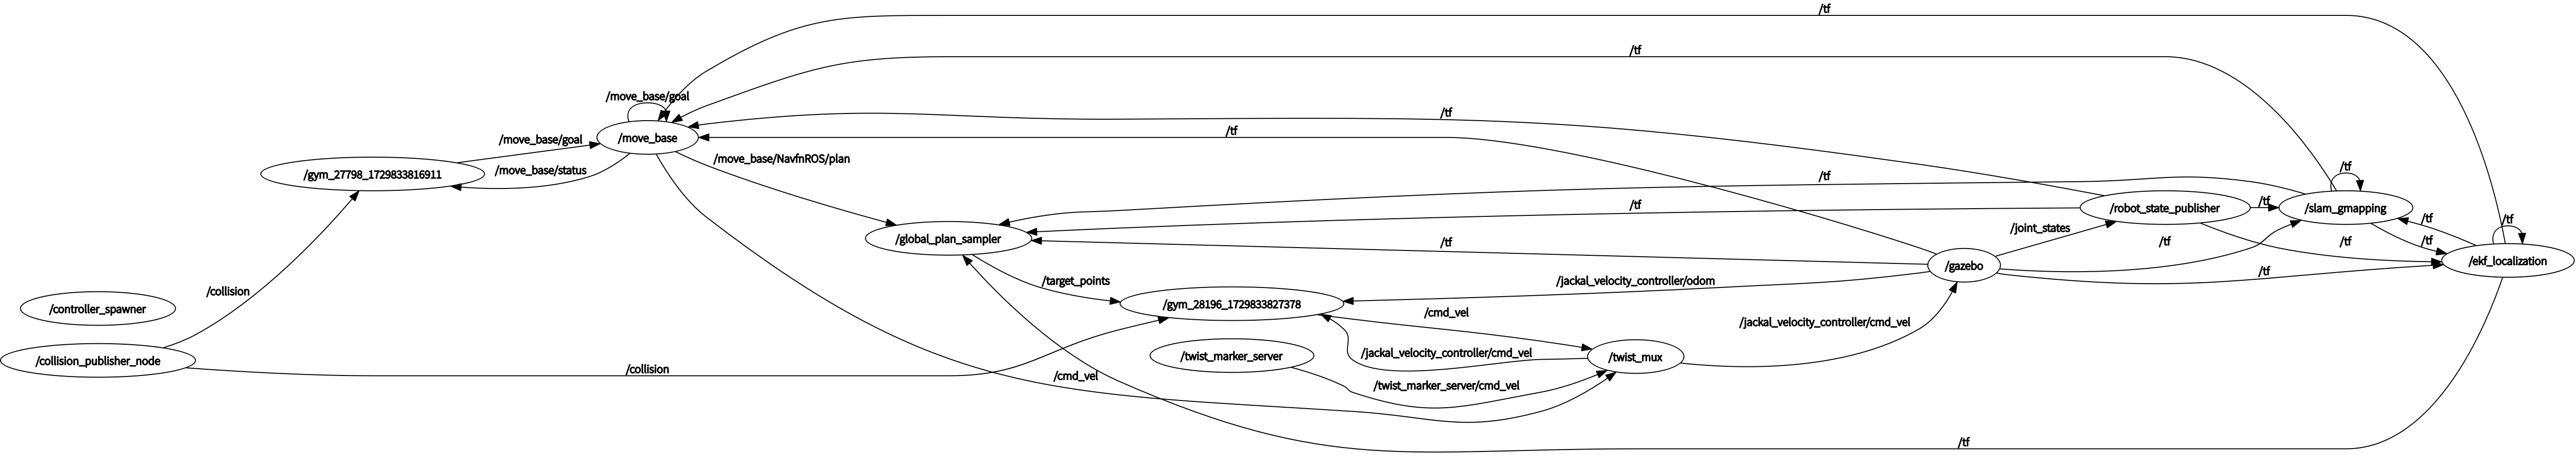 /tf
/tf
/move_base/goal
/tf
/tf
/move_base/goal
/move_base
/move_base/NavfnROS/plan
/gym_27798_1729833816911
/move_base/status
/tf
/tf
/tf
/robot_state_publisher
/tf
/slam_gmapping
/tf
/tf
/joint_states
/global_plan_sampler
/tf
/tf
/tf
/ekf_localization
/gazebo
/tf
/target_points
/jackal_velocity_controller/odom
/collision
/controller_spawner
/gym_28196_1729833827378
/cmd_vel
/jackal_velocity_controller/cmd_vel
/collision_publisher_node
/twist_marker_server
/jackal_velocity_controller/cmd_vel
/twist_mux
/collision
/cmd_vel
/twist_marker_server/cmd_vel
/tf